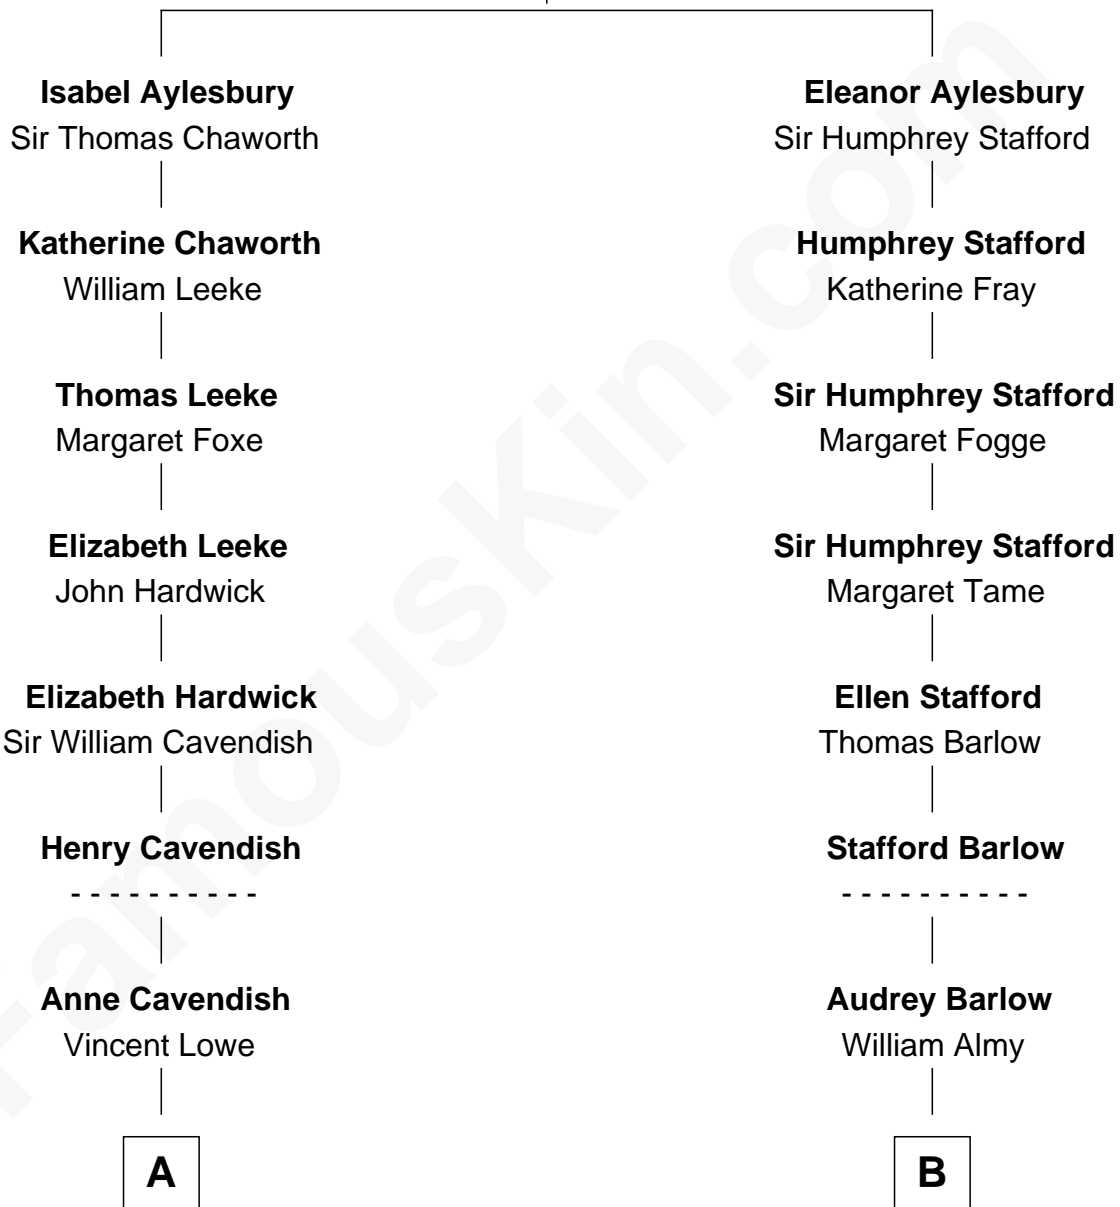 Isabel Aylesbury
Sir Thomas Chaworth
Katherine Chaworth
William Leeke
Thomas Leeke
Margaret Foxe
Elizabeth Leeke
John Hardwick
Elizabeth Hardwick
Sir William Cavendish
Henry Cavendish
- - - - - - - - - -
Anne Cavendish
Vincent Lowe
A
Eleanor Aylesbury
Sir Humphrey Stafford
Humphrey Stafford
Katherine Fray
Sir Humphrey Stafford
Margaret Fogge
Sir Humphrey Stafford
Margaret Tame
Ellen Stafford
Thomas Barlow
Stafford Barlow
- - - - - - - - - -
Audrey Barlow
William Almy
B
FamousKin.com